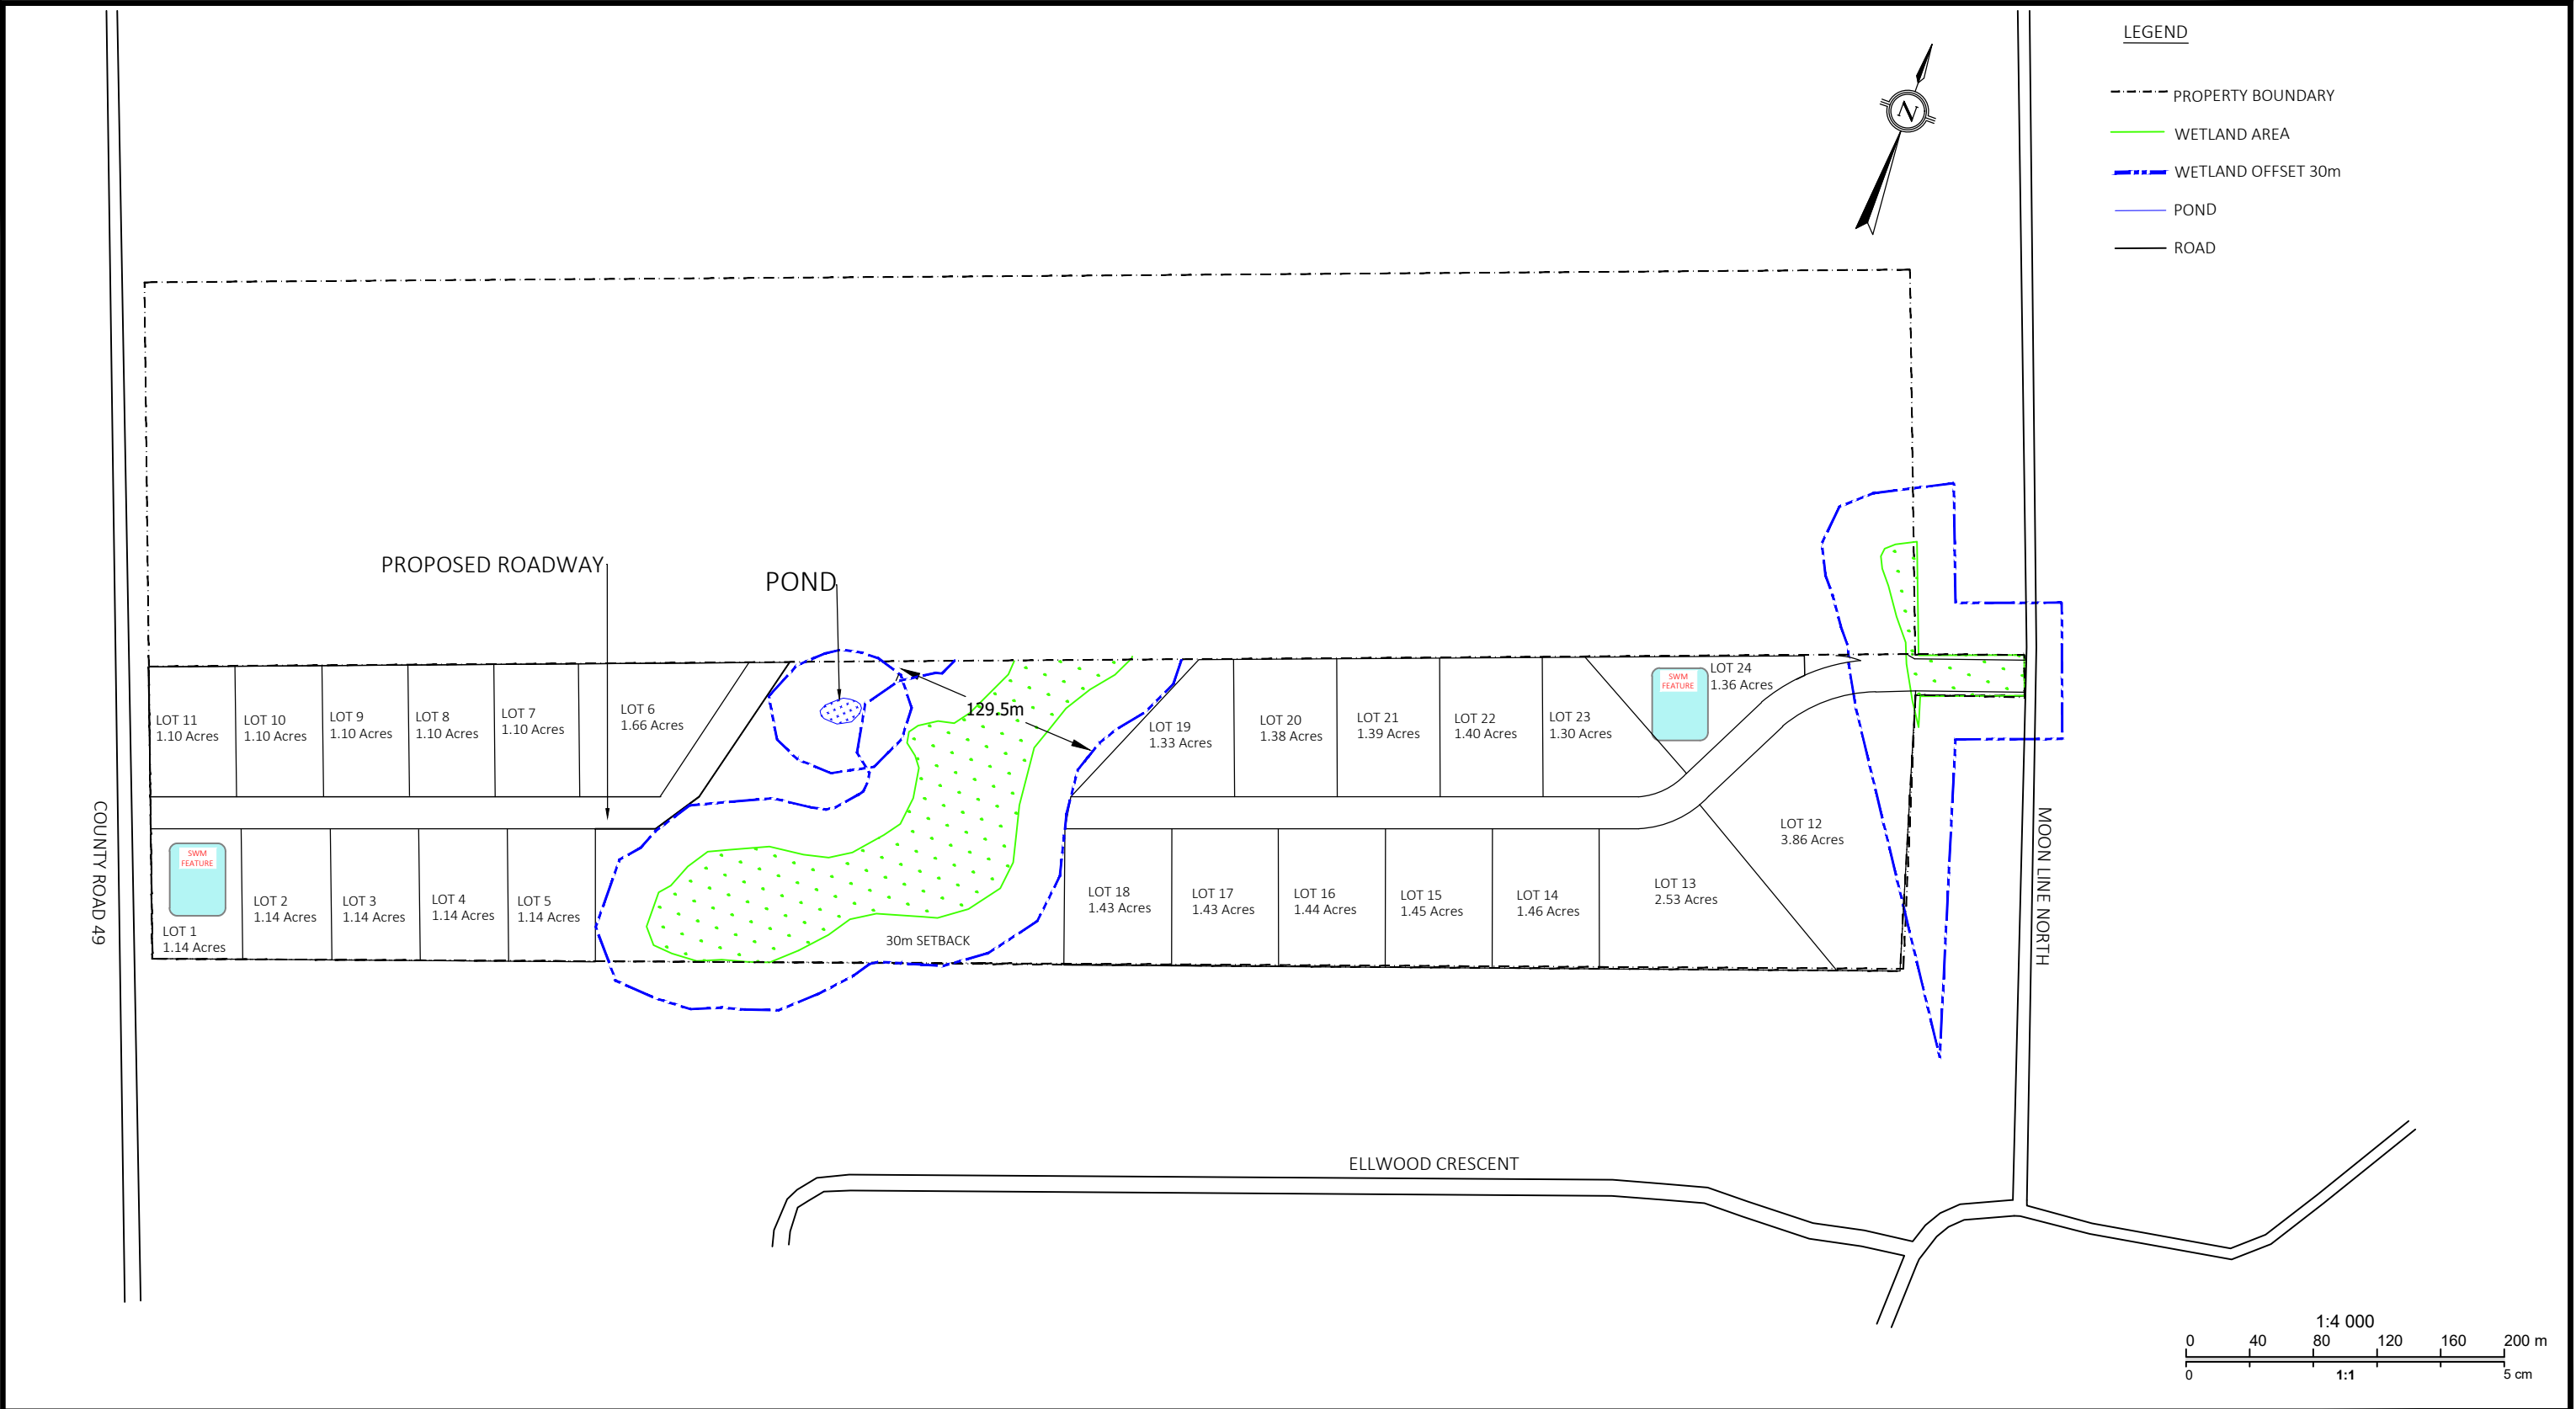 LEGEND
PROPERTY BOUNDARY
WETLAND AREA
WETLAND OFFSET 30m
POND
ROAD
N
PROPOSED ROADWAY
POND
129.5m
LOT 11
1.10 Acres
LOT 10
1.10 Acres
LOT 9
1.10 Acres
LOT 8
1.10 Acres
LOT 7
1.10 Acres
LOT 6
1.66 Acres
LOT 19
1.33 Acres
LOT 20
1.38 Acres
LOT 21
1.39 Acres
LOT 22
1.40 Acres
LOT 23
1.30 Acres
SWM
FEATURE
LOT 24
1.36 Acres
COUNTY ROAD 49
SWM
FEATURE
LOT 1
1.14 Acres
LOT 2
1.14 Acres
LOT 3
1.14 Acres
LOT 4
1.14 Acres
LOT 5
1.14 Acres
30m SETBACK
LOT 18
1.43 Acres
LOT 17
1.43 Acres
LOT 16
1.44 Acres
LOT 15
1.45 Acres
LOT 14
1.46 Acres
LOT 13
2.53 Acres
LOT 12
3.86 Acres
MOON LINE NORTH
ELLWOOD CRESCENT
1:4 000
0 40 80 120 160 200 m
0 1:1 5 cm